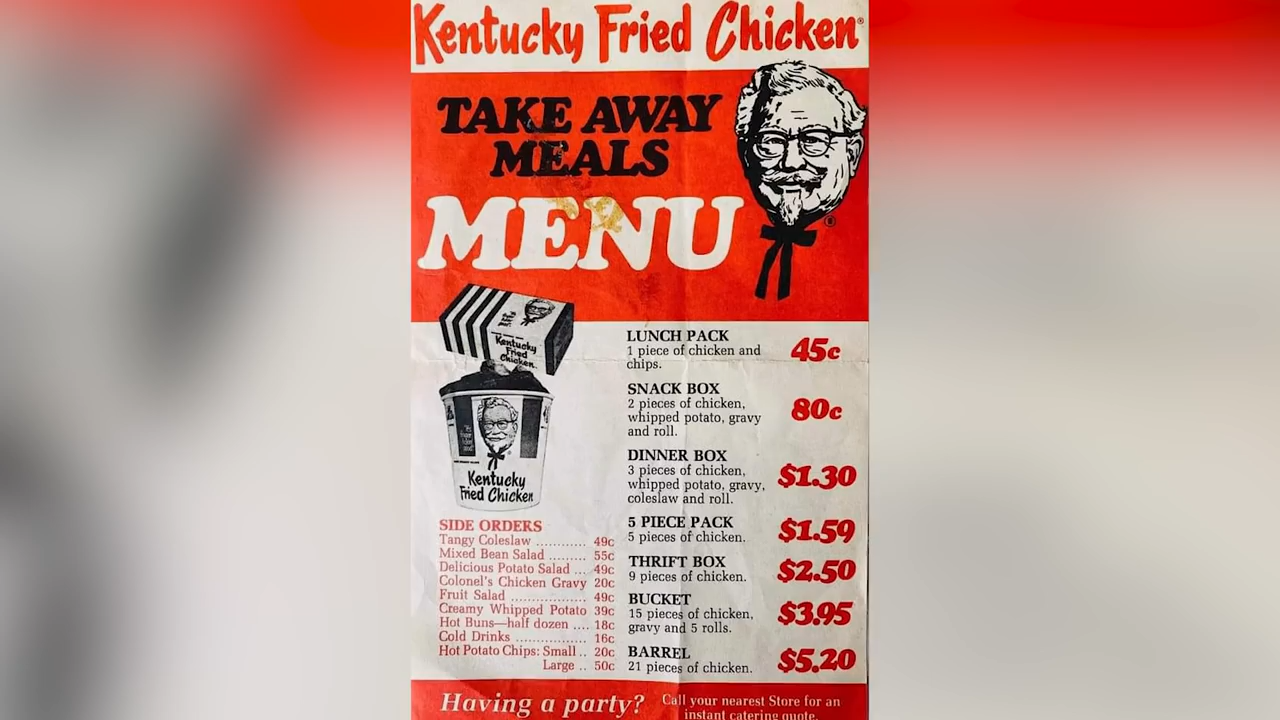 Kentucky Fried Chicken®
TAKE AWAY
MEALS
MENU
®
Kentucky
Fried
Chicken
Kentucky
Fried Chicken
LUNCH PACK
1 piece of chicken and
chips.
45c
SNACK BOX
2 pieces of chicken,
whipped potato, gravy
and roll.
80c
DINNER BOX
3 pieces of chicken,
whipped potato, gravy,
coleslaw and roll.
$1.30
5 PIECE PACK
5 pieces of chicken.
$1.59
THRIFT BOX
9 pieces of chicken.
$2.50
BUCKET
15 pieces of chicken,
gravy and 5 rolls.
$3.95
BARREL
21 pieces of chicken.
$5.20
SIDE ORDERS
Tangy Coleslaw ............ 49c
Mixed Bean Salad ......... 55c
Delicious Potato Salad ... 49c
Colonel's Chicken Gravy 20c
Fruit Salad .................. 49c
Creamy Whipped Potato 39c
Hot Buns—half dozen .... 18c
Cold Drinks ................. 16c
Hot Potato Chips: Small .. 20c
Large .. 50c
Having a party?
Call your nearest Store for an
instant catering quote.